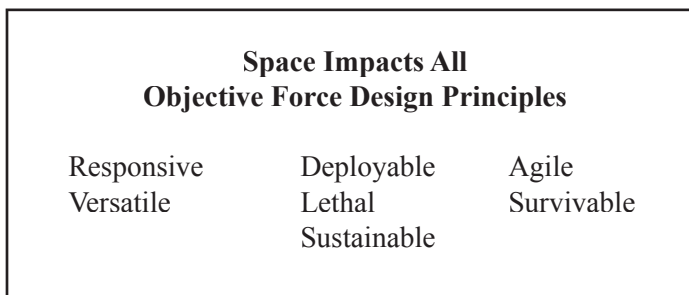 Space Impacts All
Objective Force Design Principles
Responsive Deployable Agile
Versatile Lethal Survivable
Sustainable